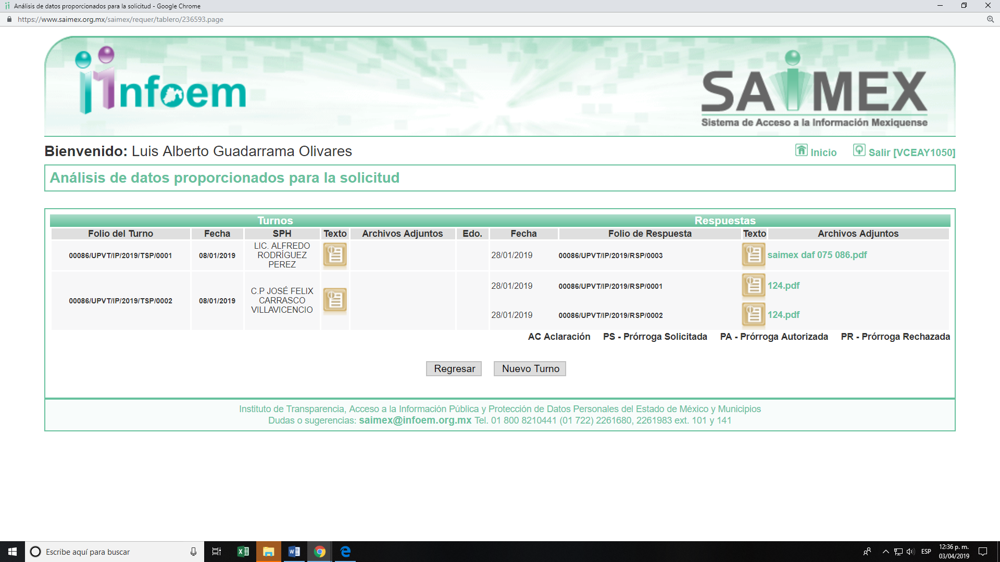 Análisis de datos proporcionados para la solicitud - Google Chrome
https://www.saimex.org.mx/saimex/requer/tablero/236593.page
infoem
SAIMEX
Sistema de Acceso a la Información Mexiquense
Bienvenido: Luis Alberto Guadarrama Olivares
Inicio Salir [VCEAY1050]
Análisis de datos proporcionados para la solicitud
Turnos Respuestas
Folio del Turno Fecha SPH Texto Archivos Adjuntos Edo. Fecha Folio de Respuesta Texto Archivos Adjuntos
00086/UPVT/IP/2019/TSP/0001 08/01/2019 LIC. ALFREDO
RODRÍGUEZ
PEREZ
28/01/2019 00086/UPVT/IP/2019/RSP/0003 saimex daf 075 086.pdf
00086/UPVT/IP/2019/TSP/0002 08/01/2019 C.P JOSÉ FELIX
CARRASCO
VILLAVICENCIO
28/01/2019 00086/UPVT/IP/2019/RSP/0001 124.pdf
28/01/2019 00086/UPVT/IP/2019/RSP/0002 124.pdf
AC Aclaración PS - Prórroga Solicitada PA - Prórroga Autorizada PR - Prórroga Rechazada
Regresar Nuevo Turno
Instituto de Transparencia, Acceso a la Información Pública y Protección de Datos Personales del Estado de México y Municipios
Dudas o sugerencias: saimex@infoem.org.mx Tel. 01 800 8210441 (01 722) 2261680, 2261983 ext. 101 y 141
Escribe aquí para buscar
ESP
12:36 p. m.
03/04/2019